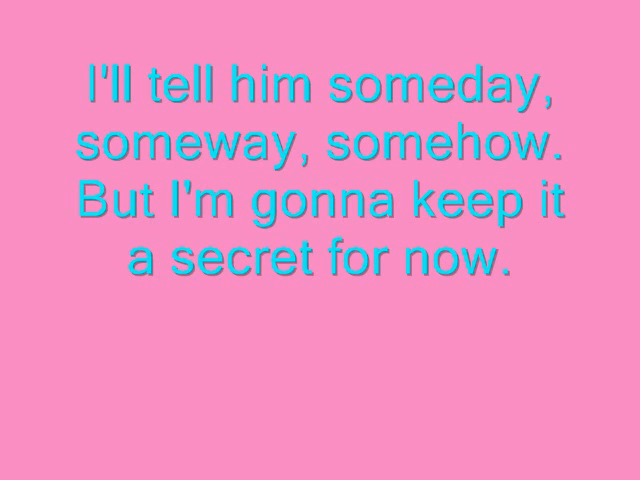 I'll tell him someday,
someway, somehow.
But I'm gonna keep it
a secret for now.